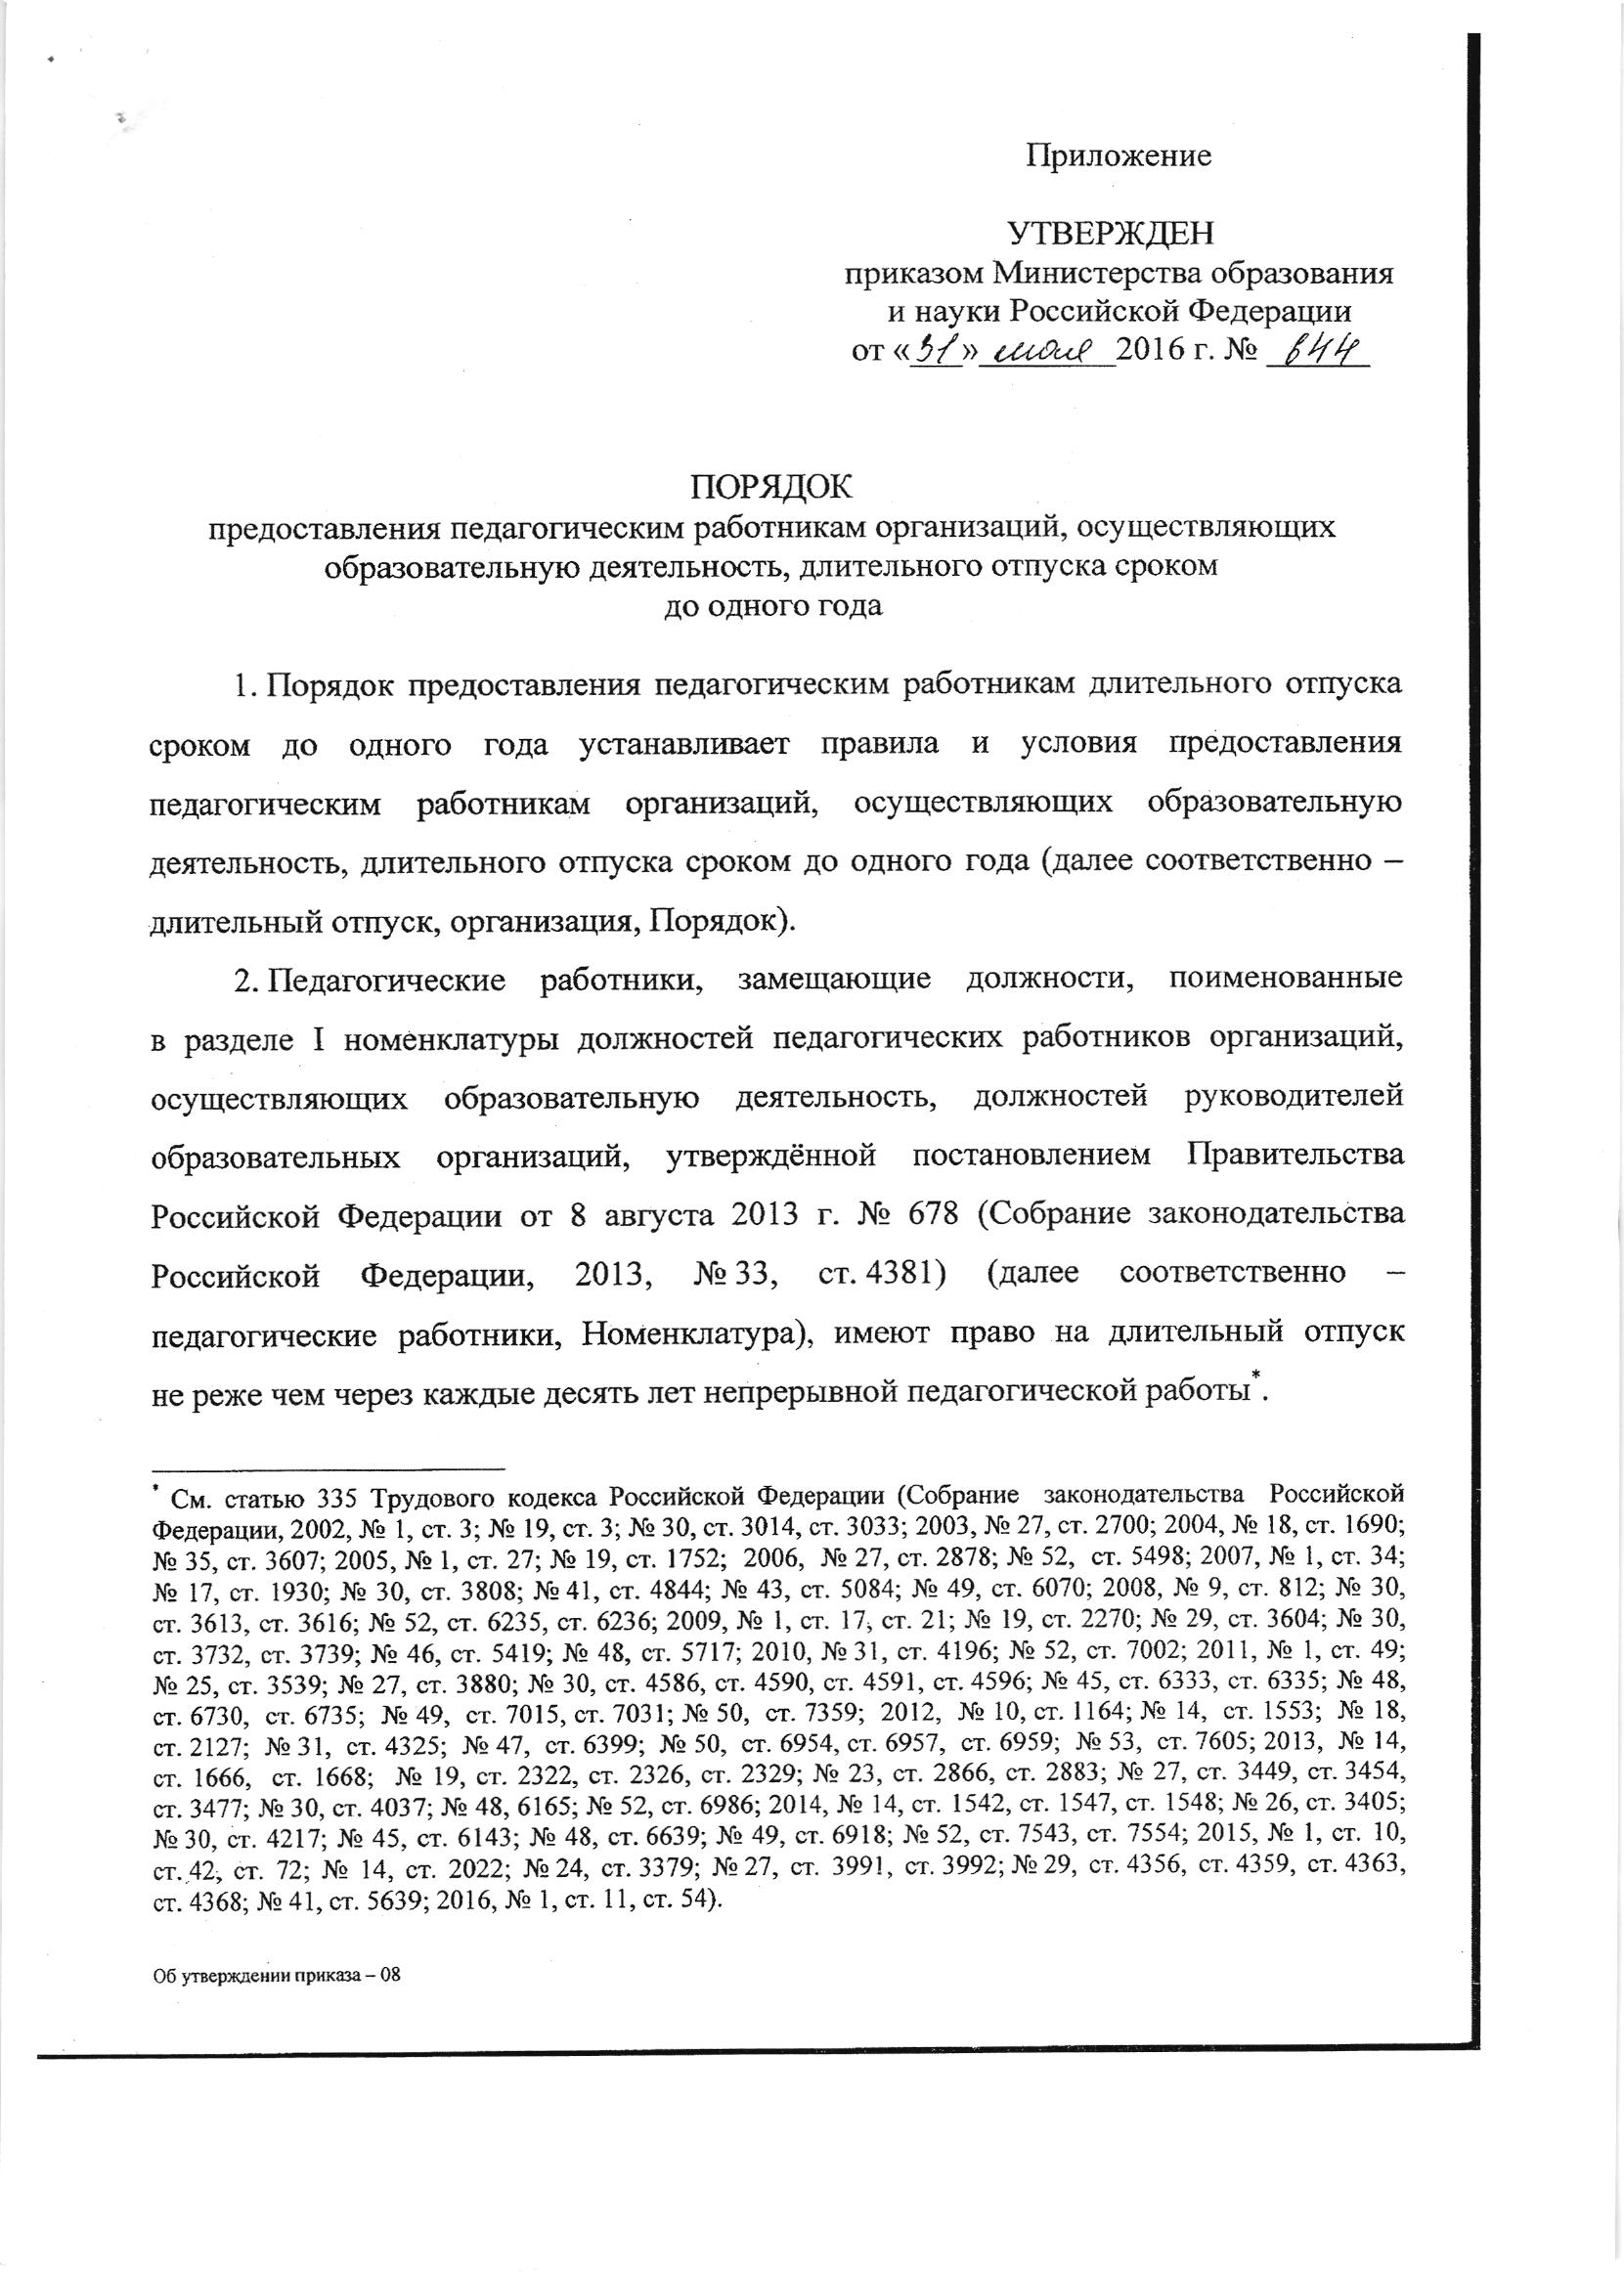 Приложение
УТВЕРЖДЕН
приказом Министерства образования
и науки Российской Федерации
от «31» мая 2016 г. № 644
ПОРЯДОК
предоставления педагогическим работникам организаций, осуществляющих
образовательную деятельность, длительного отпуска сроком
до одного года
1. Порядок предоставления педагогическим работникам длительного отпуска
сроком до одного года устанавливает правила и условия предоставления
педагогическим работникам организаций, осуществляющих образовательную
деятельность, длительного отпуска сроком до одного года (далее соответственно –
длительный отпуск, организация, Порядок).
2. Педагогические работники, замещающие должности, поименованные
в разделе I номенклатуры должностей педагогических работников организаций,
осуществляющих образовательную деятельность, должностей руководителей
образовательных организаций, утверждённой постановлением Правительства
Российской Федерации от 8 августа 2013 г. № 678 (Собрание законодательства
Российской Федерации, 2013, № 33, ст. 4381) (далее соответственно –
педагогические работники, Номенклатура), имеют право на длительный отпуск
не реже чем через каждые десять лет непрерывной педагогической работы*.
* См. статью 335 Трудового кодекса Российской Федерации (Собрание законодательства Российской
Федерации, 2002, № 1, ст. 3; № 19, ст. 3; № 30, ст. 3014, ст. 3033; 2003, № 27, ст. 2700; 2004, № 18, ст. 1690;
№ 35, ст. 3607; 2005, № 1, ст. 27; № 19, ст. 1752; 2006, № 27, ст. 2878; № 52, ст. 5498; 2007, № 1, ст. 34;
№ 17, ст. 1930; № 30, ст. 3808; № 41, ст. 4844; № 43, ст. 5084; № 49, ст. 6070; 2008, № 9, ст. 812; № 30,
ст. 3613, ст. 3616; № 52, ст. 6235, ст. 6236; 2009, № 1, ст. 17, ст. 21; № 19, ст. 2270; № 29, ст. 3604; № 30,
ст. 3732, ст. 3739; № 46, ст. 5419; № 48, ст. 5717; 2010, № 31, ст. 4196; № 52, ст. 7002; 2011, № 1, ст. 49;
№ 25, ст. 3539; № 27, ст. 3880; № 30, ст. 4586, ст. 4590, ст. 4591, ст. 4596; № 45, ст. 6333, ст. 6335; № 48,
ст. 6730, ст. 6735; № 49, ст. 7015, ст. 7031; № 50, ст. 7359; 2012, № 10, ст. 1164; № 14, ст. 1553; № 18,
ст. 2127; № 31, ст. 4325; № 47, ст. 6399; № 50, ст. 6954, ст. 6957, ст. 6959; № 53, ст. 7605; 2013, № 14,
ст. 1666, ст. 1668; № 19, ст. 2322, ст. 2326, ст. 2329; № 23, ст. 2866, ст. 2883; № 27, ст. 3449, ст. 3454,
ст. 3477; № 30, ст. 4037; № 48, 6165; № 52, ст. 6986; 2014, № 14, ст. 1542, ст. 1547, ст. 1548; № 26, ст. 3405;
№ 30, ст. 4217; № 45, ст. 6143; № 48, ст. 6639; № 49, ст. 6918; № 52, ст. 7543, ст. 7554; 2015, № 1, ст. 10,
ст. 42, ст. 72; № 14, ст. 2022; № 24, ст. 3379; № 27, ст. 3991, ст. 3992; № 29, ст. 4356, ст. 4359, ст. 4363,
ст. 4368; № 41, ст. 5639; 2016, № 1, ст. 11, ст. 54).
Об утверждении приказа – 08